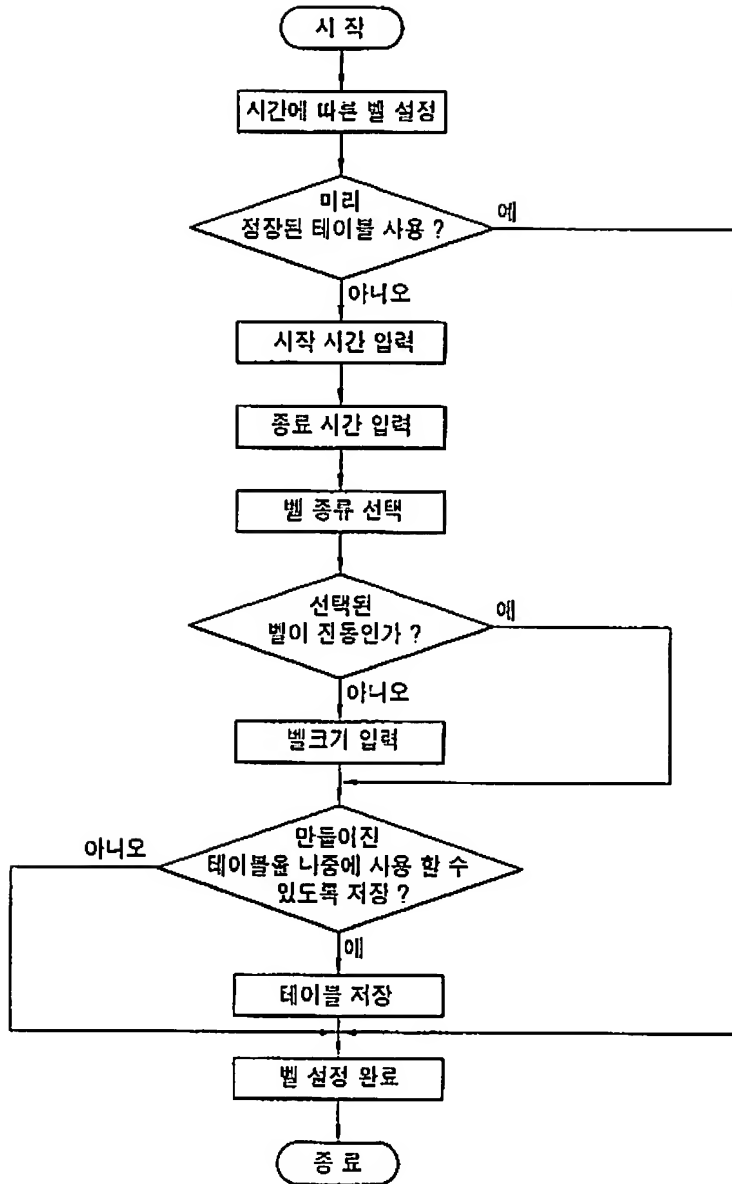 시 작
시간에 따른 벨 설정
미리
정장된 테이블 사용 ?
예
아니오
시작 시간 입력
종료 시간 입력
벨 종류 선택
선택된
벨이 진동인가 ?
예
아니오
벨크기 입력
만들어진
테이블을 나중에 사용 할 수
있도록 저장 ?
아니오
예
테이블 저장
벨 설정 완료
종 료